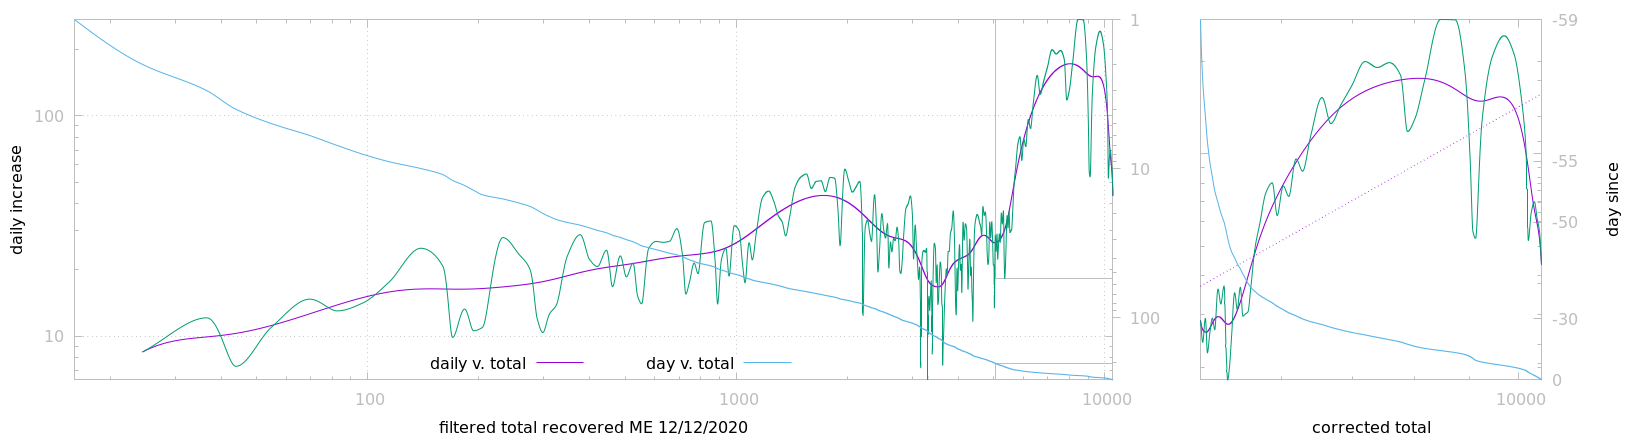 daily increase
100
10
100
1000
10000
1
10
100
daily v. total
day v. total
filtered total recovered ME 12/12/2020
-59
-55
-50
-30
0
day since
10000
corrected total